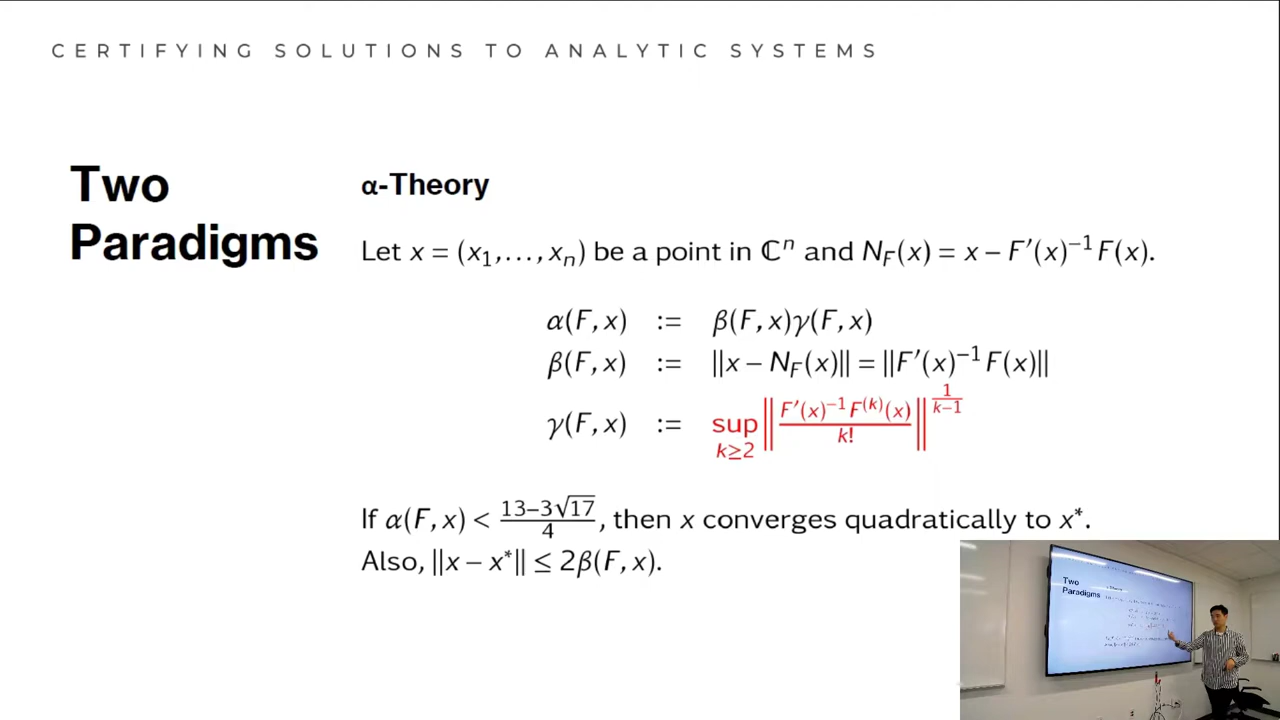 CERTIFYING SOLUTIONS TO ANALYTIC SYSTEMS
Two
Paradigms
α-Theory
Let x = (x₁,...,xₙ) be a point in ℂⁿ and N_F(x) = x – F′(x)⁻¹F(x).
α(F,x) := β(F,x)γ(F,x)
β(F,x) := ||x – N_F(x)|| = ||F′(x)⁻¹F(x)||
γ(F,x) := sup_{k≥2} ||F′(x)⁻¹F⁽ᵏ⁾(x) / k!||^{1/(k–1)}
If α(F,x) < (13–3√17)/4, then x converges quadratically to x*.
Also, ||x – x*|| ≤ 2β(F,x).
Two
Paradigms